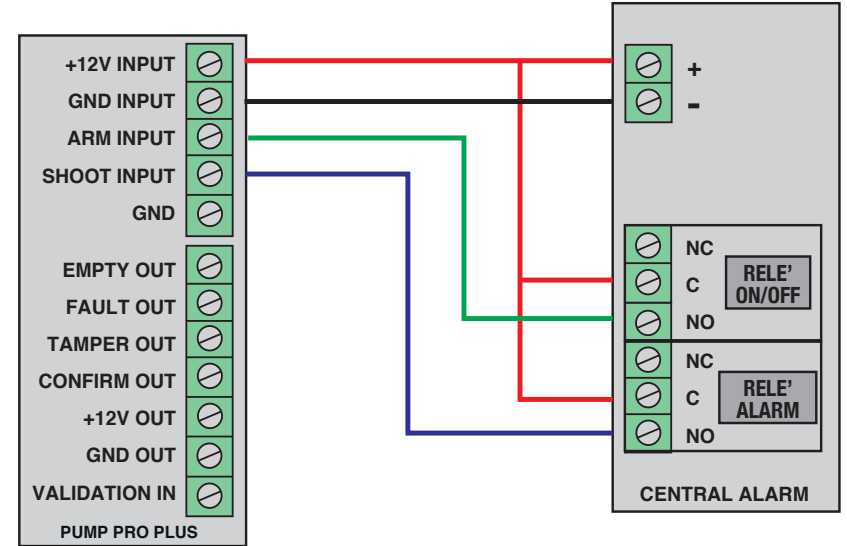 +12V INPUT
GND INPUT
ARM INPUT
SHOOT INPUT
GND
EMPTY OUT
FAULT OUT
TAMPER OUT
CONFIRM OUT
+12V OUT
GND OUT
VALIDATION IN
PUMP PRO PLUS
+
-
NC
C
NO
RELE'
ON/OFF
NC
C
NO
RELE'
ALARM
CENTRAL ALARM